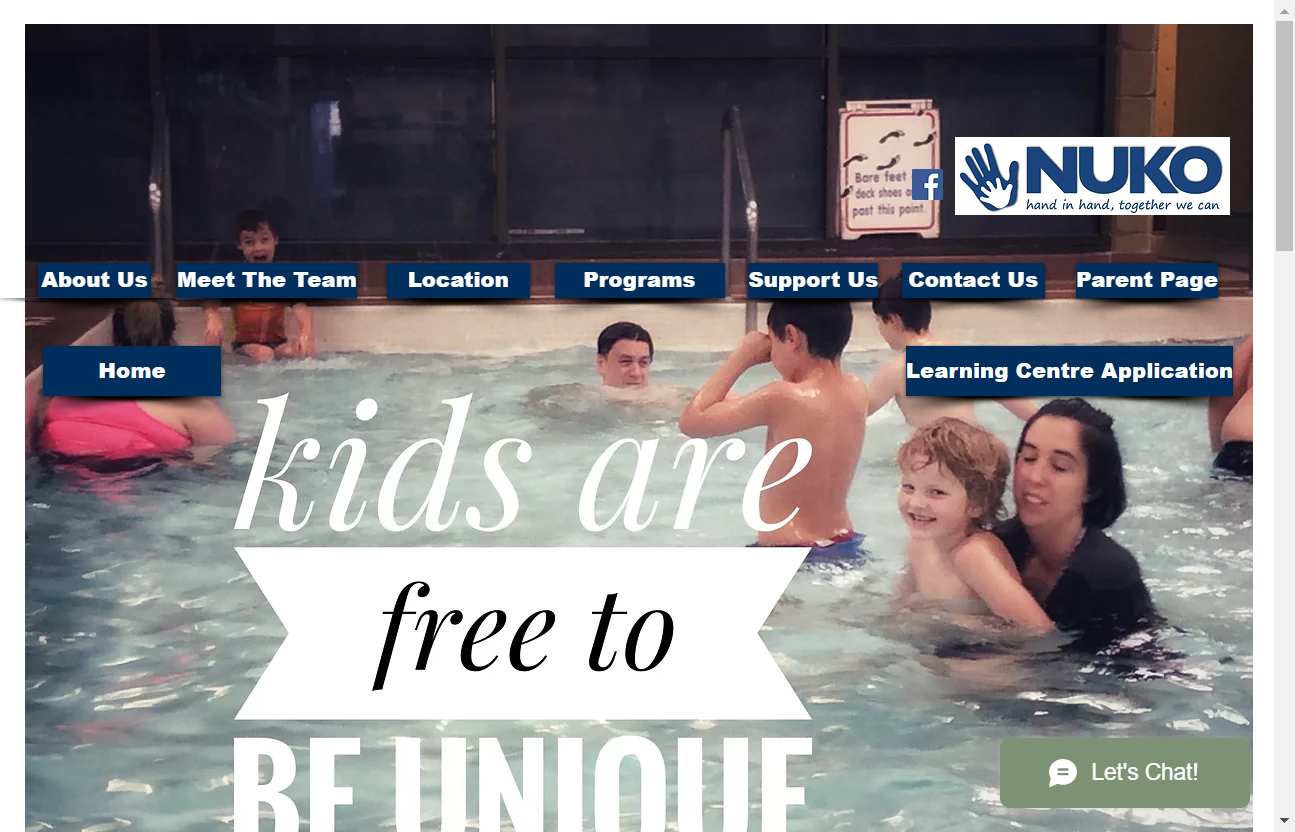 Bare feet
deck shoes
past this point.
f
NUKO
hand in hand, together we can
About Us
Meet The Team
Location
Programs
Support Us
Contact Us
Parent Page
Home
Learning Centre Application
kids are
free to
BE UNIQUE
Let's Chat!